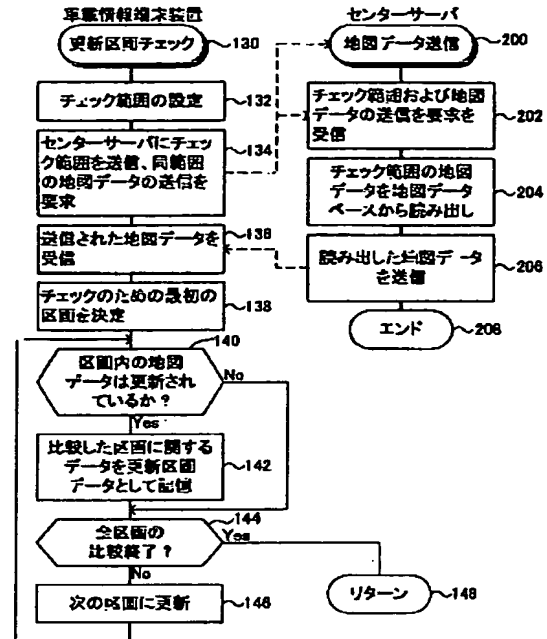 車載情報端末装置
更新区画チェック
130
チェック範囲の設定
132
センターサーバにチェッ
ク範囲を送信、同範囲
の地図データの送信を
要求
134
送信された地図データを
受信
136
チェックのための最初の
区画を決定
138
140
区画内の地図
データは更新され
ているか？
No
Yes
比較した区画に関する
データを更新区画
データとして記憶
142
144
全区画の
比較終了？
Yes
No
次の区画に更新
146
リターン
148
センターサーバ
地図データ送信
200
チェック範囲および地図
データの送信を要求を
受信
202
チェック範囲の地図
データを地図データ
ベースから読み出し
204
読み出した地図データ
を送信
206
エンド
208